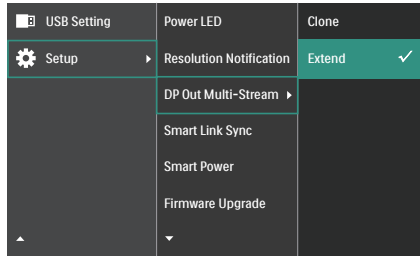 USB Setting
Setup
Power LED
Resolution Notification
DP Out Multi-Stream
Smart Link Sync
Smart Power
Firmware Upgrade
Clone
Extend